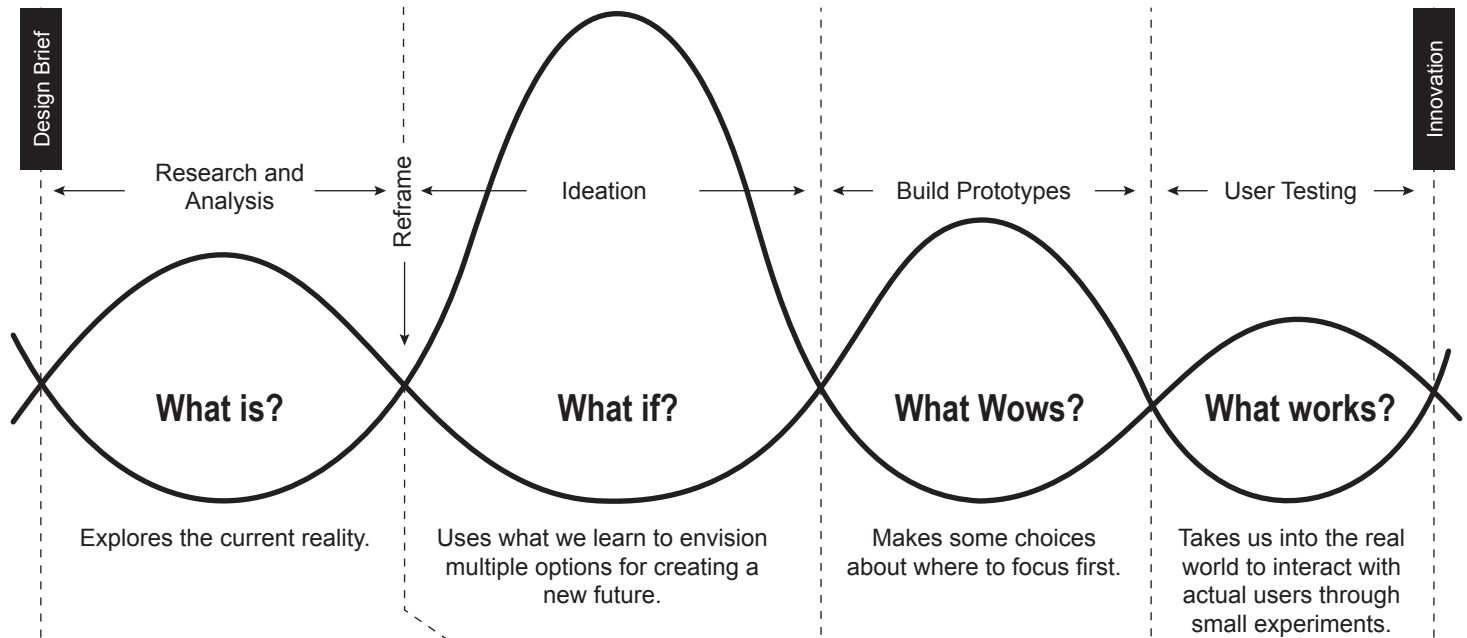 Design Brief
Research and
Analysis
Reframe
Ideation
Build Prototypes
User Testing
Innovation
What is?
What if?
What Wows?
What works?
Explores the current reality.
Uses what we learn to envision
multiple options for creating a
new future.
Makes some choices
about where to focus first.
Takes us into the real
world to interact with
actual users through
small experiments.